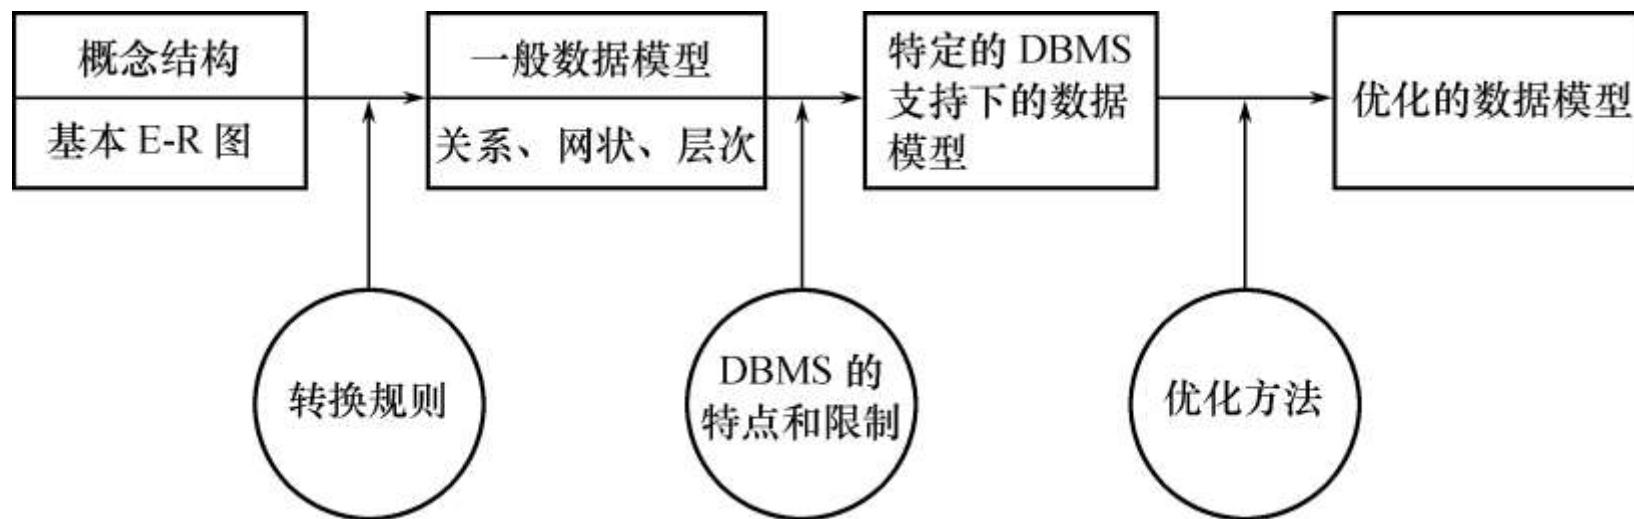 概念结构
基本 E-R 图
一般数据模型
关系、网状、层次
特定的 DBMS
支持下的数据
模型
优化的数据模型
转换规则
DBMS 的
特点和限制
优化方法